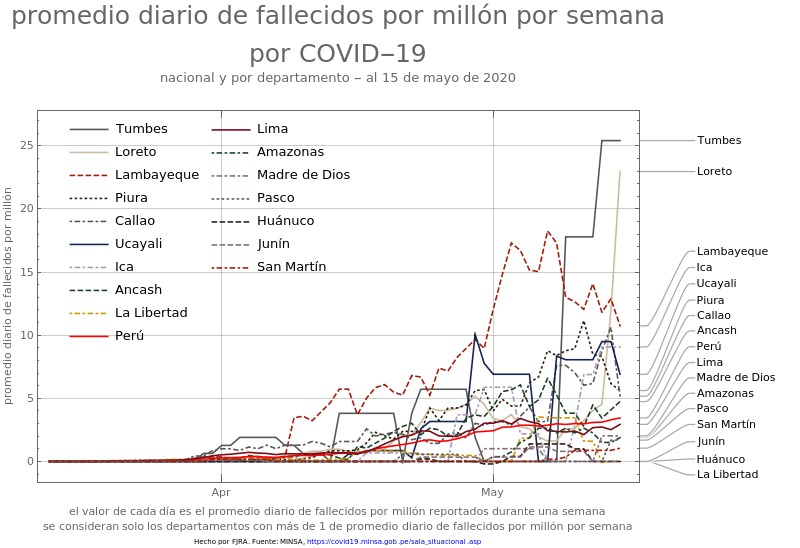 promedio diario de fallecidos por millón por semana
por COVID−19
nacional y por departamento − al 15 de mayo de 2020
promedio diario de fallecidos por millón
25
20
15
10
5
0
Apr
May
Tumbes
Loreto
Lambayeque
Piura
Callao
Ucayali
Ica
Ancash
La Libertad
Perú
Lima
Amazonas
Madre de Dios
Pasco
Huánuco
Junín
San Martín
Tumbes
Loreto
Lambayeque
Ica
Ucayali
Piura
Callao
Ancash
Perú
Lima
Madre de Dios
Amazonas
Pasco
San Martín
Junín
Huánuco
La Libertad
el valor de cada día es el promedio diario de fallecidos por millón reportados durante una semana
se consideran solo los departamentos con más de 1 de promedio diario de fallecidos por millón por semana
Hecho por FJRA. Fuente: MINSA, https://covid19.minsa.gob.pe/sala_situacional.asp